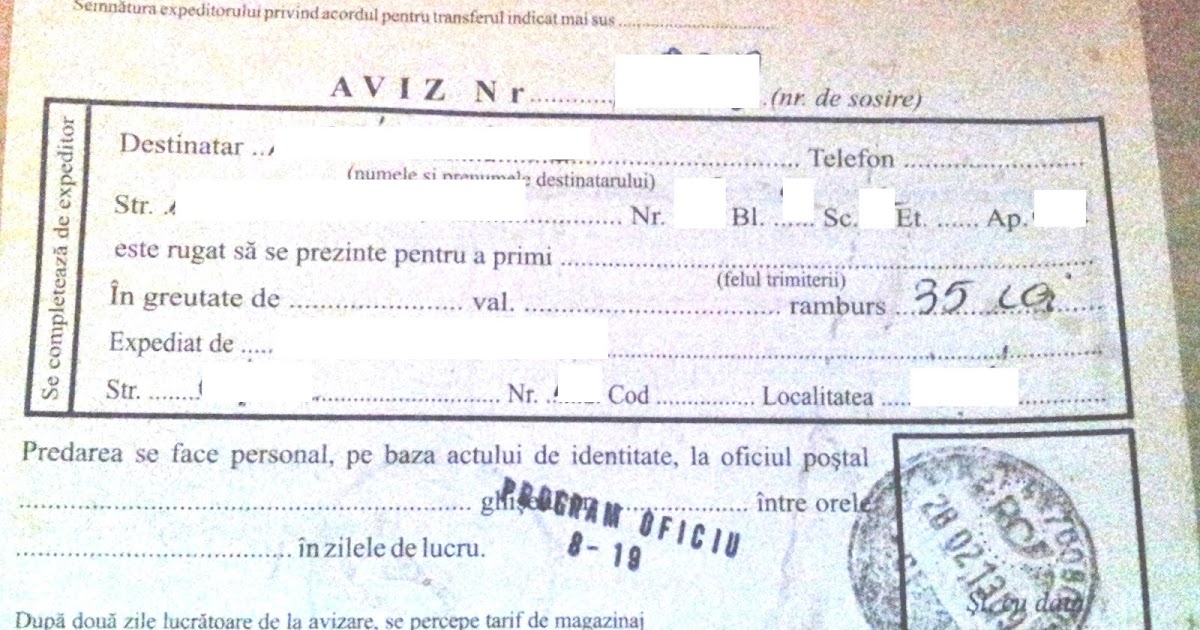 Semnătura expeditorului privind acordul pentru transferul indicat mai sus ..............................
AVIZ Nr............ (nr. de sosire)
Se completează de expeditor
Destinatar .. ............ Telefon ............
(numele și prenumele destinatarului)
Str. ............ Nr. Bl. ...... Sc. Et. ...... Ap.
este rugat să se prezinte pentru a primi ............
(felul trimiterii)
În greutate de ............ val. ............ ramburs ...35 lei......
Expediat de ..... ............
Str. ........ ............ Nr. ...... Cod ............ Localitatea ..... ............
Predarea se face personal, pe baza actului de identitate, la oficiul poștal
............ ............ între orele
PROGRAM OFICIU
8-19
............ în zilele de lucru.
28 02 13
Și cu data
După două zile lucrătoare de la avizare, se percepe tarif de magazinaj